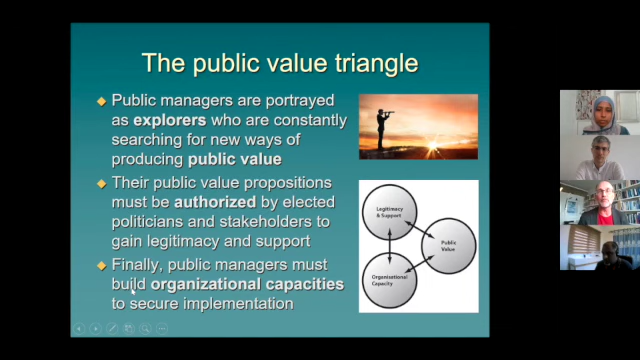 The public value triangle
Public managers are portrayed
as explorers who are constantly
searching for new ways of
producing public value
Their public value propositions
must be authorized by elected
politicians and stakeholders to
gain legitimacy and support
Finally, public managers must
build organizational capacities
to secure implementation
Legitimacy
& Support
Public
Value
Organizational
Capacity